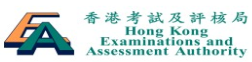 香港考試及評核局
Hong Kong
Examinations and
Assessment Authority